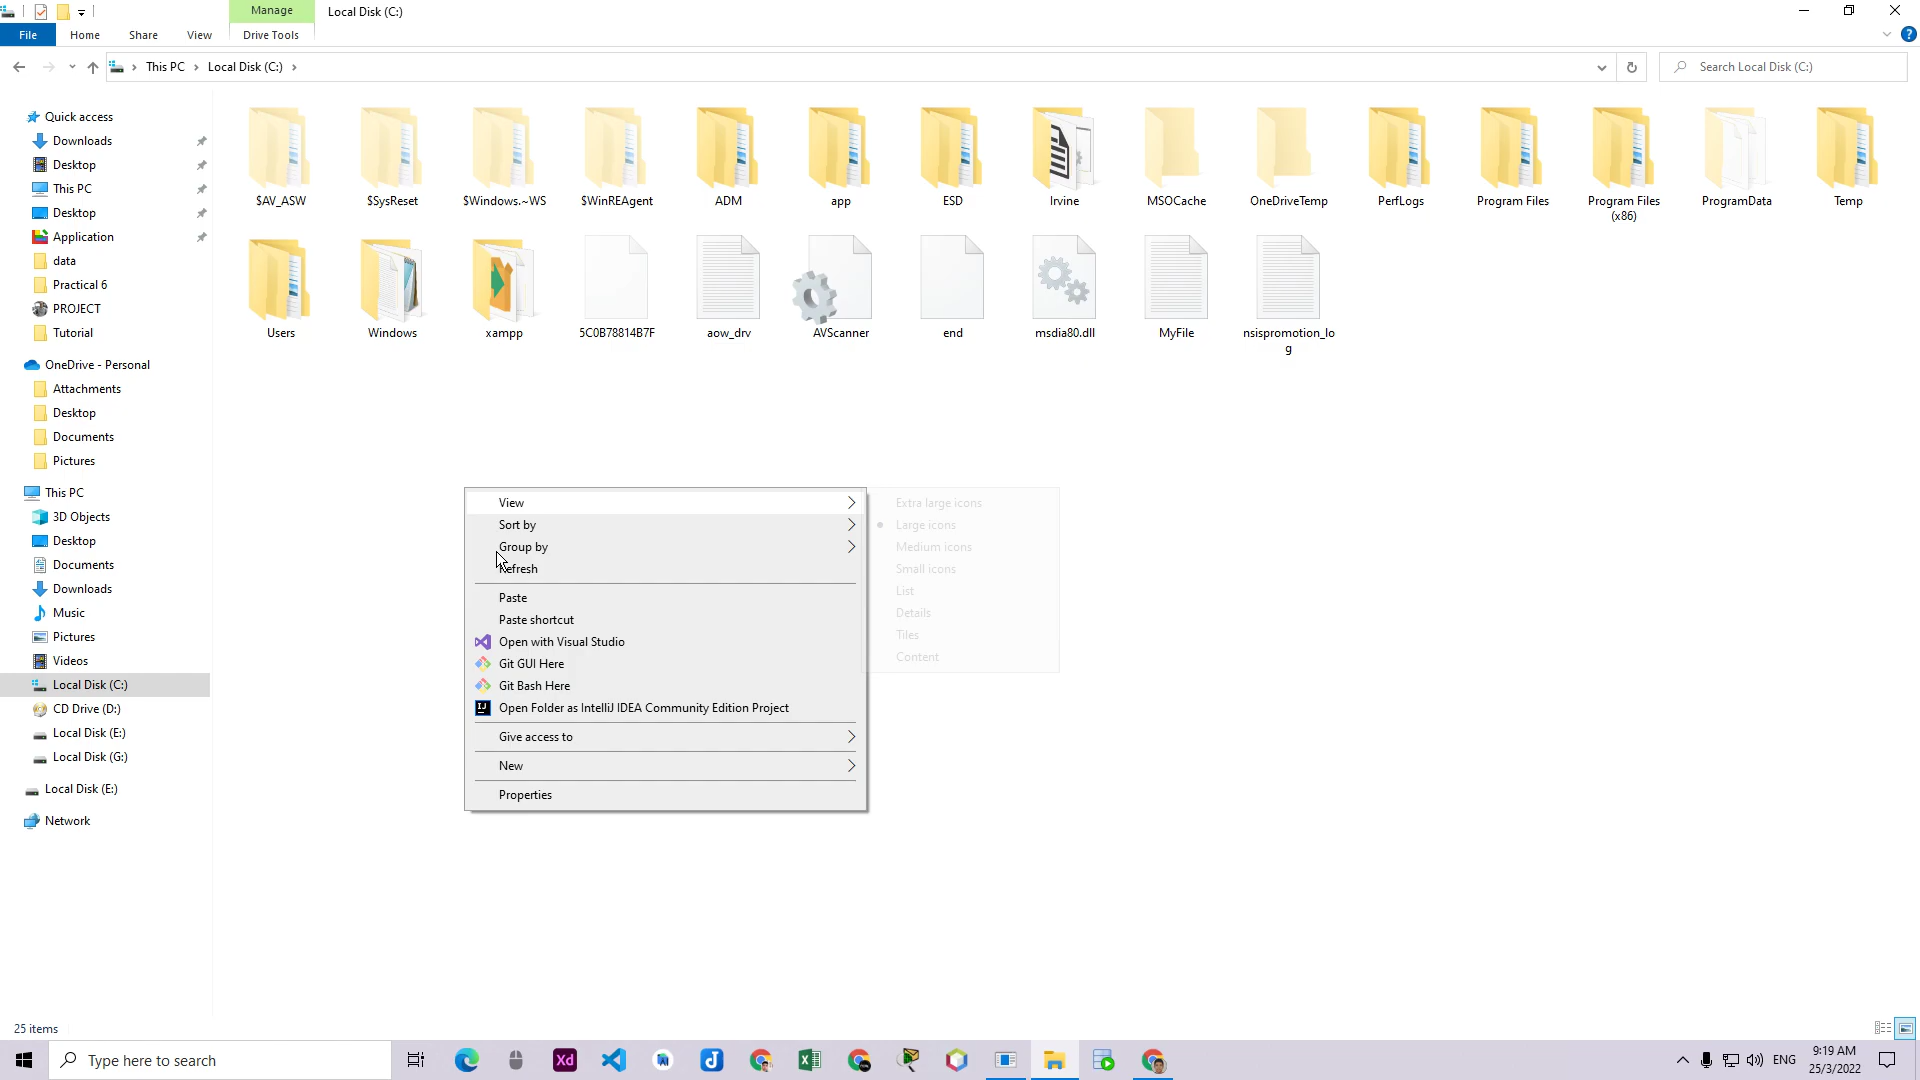 Manage
Local Disk (C:)
File
Home
Share
View
Drive Tools
?
This PC
Local Disk (C:)
Search Local Disk (C:)
Quick access
Downloads
Desktop
This PC
Desktop
Application
data
Practical 6
PROJECT
Tutorial
OneDrive - Personal
Attachments
Desktop
Documents
Pictures
This PC
3D Objects
Desktop
Documents
Downloads
Music
Pictures
Videos
Local Disk (C:)
CD Drive (D:)
Local Disk (E:)
Local Disk (G:)
Local Disk (E:)
Network
$AV_ASW
$SysReset
$Windows.~WS
$WinREAgent
ADM
app
ESD
Irvine
MSOCache
OneDriveTemp
PerfLogs
Program Files
Program Files
(x86)
ProgramData
Temp
Users
Windows
xampp
5C0B78814B7F
aow_drv
AVScanner
end
msdia80.dll
MyFile
nsispromotion_lo
g
View
Sort by
Group by
Refresh
Paste
Paste shortcut
Open with Visual Studio
Git GUI Here
Git Bash Here
IJ
Open Folder as IntelliJ IDEA Community Edition Project
Give access to
New
Properties
Extra large icons
Large icons
Medium icons
Small icons
List
Details
Tiles
Content
25 items
Type here to search
Xd
ENG
9:19 AM
25/3/2022